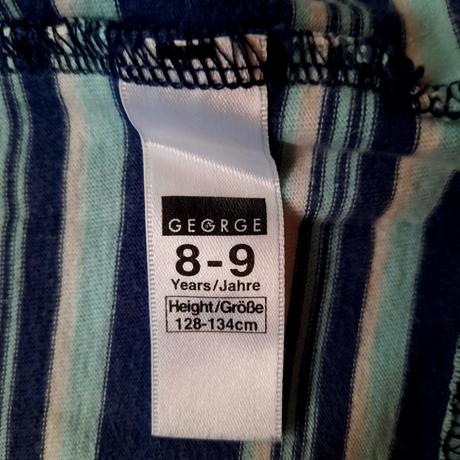 GEORGE
8-9
Years/Jahre
Height/Größe
128-134cm